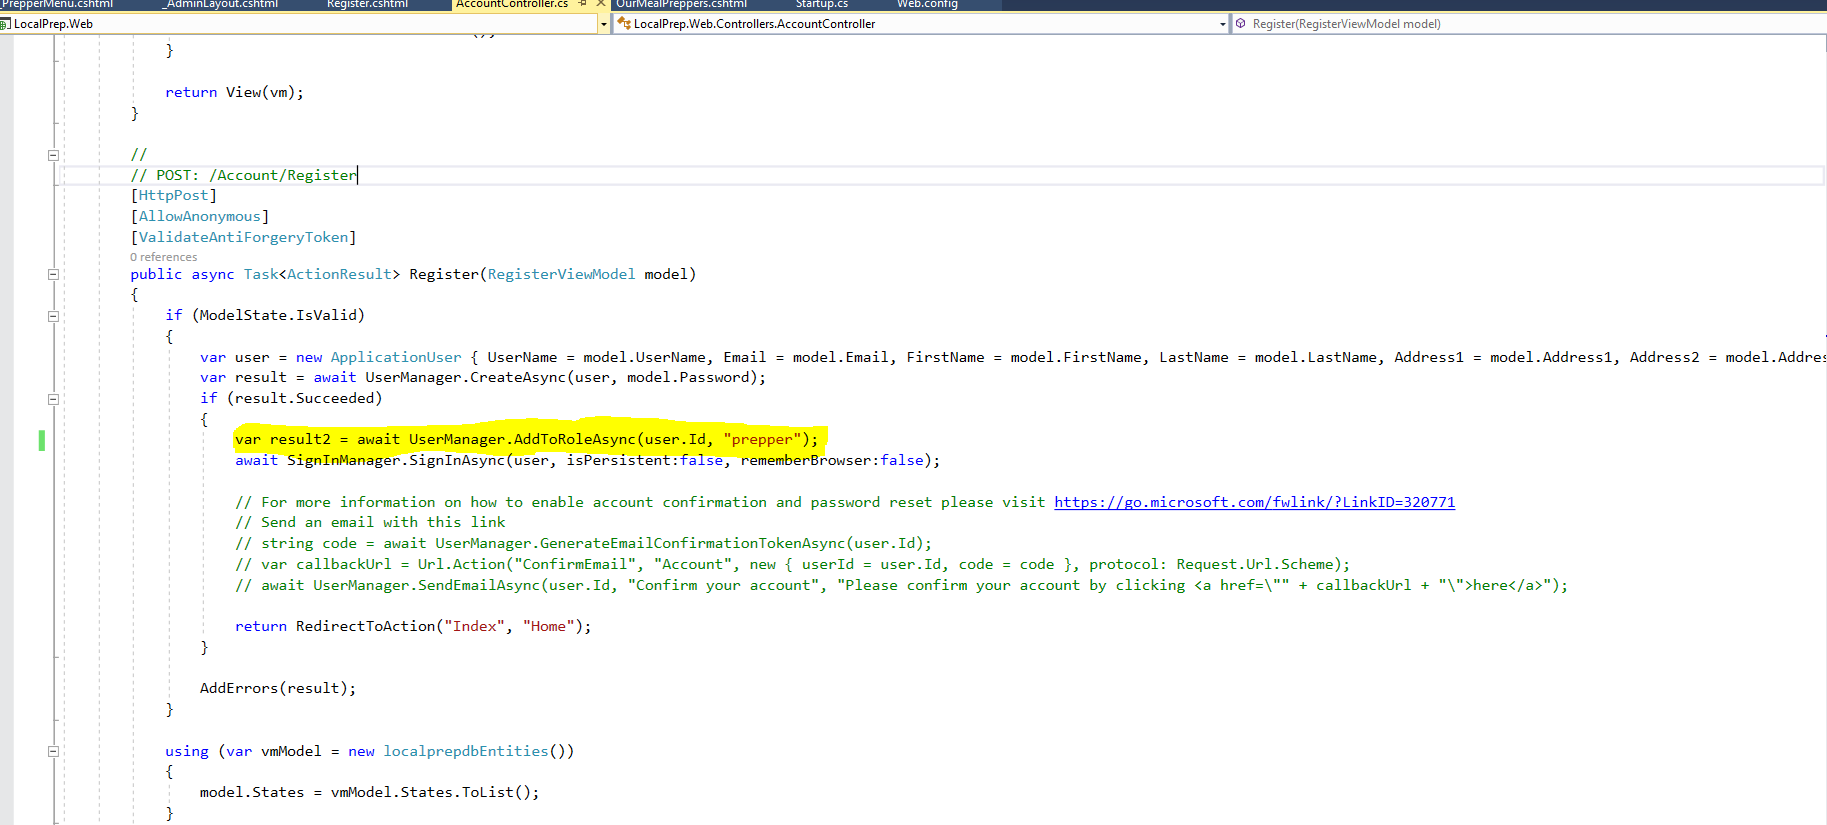 _PrepperMenu.cshtml _AdminLayout.cshtml Register.cshtml AccountController.cs OurMealPreppers.cshtml Startup.cs Web.config
LocalPrep.Web LocalPrep.Web.Controllers.AccountController Register(RegisterViewModel model)
}
return View(vm);
}
//
// POST: /Account/Register
[HttpPost]
[AllowAnonymous]
[ValidateAntiForgeryToken]
0 references
public async Task<ActionResult> Register(RegisterViewModel model)
{
if (ModelState.IsValid)
{
var user = new ApplicationUser { UserName = model.UserName, Email = model.Email, FirstName = model.FirstName, LastName = model.LastName, Address1 = model.Address1, Address2 = model.Addres
var result = await UserManager.CreateAsync(user, model.Password);
if (result.Succeeded)
{
var result2 = await UserManager.AddToRoleAsync(user.Id, "prepper");
await SignInManager.SignInAsync(user, isPersistent:false, rememberBrowser:false);
// For more information on how to enable account confirmation and password reset please visit https://go.microsoft.com/fwlink/?LinkID=320771
// Send an email with this link
// string code = await UserManager.GenerateEmailConfirmationTokenAsync(user.Id);
// var callbackUrl = Url.Action("ConfirmEmail", "Account", new { userId = user.Id, code = code }, protocol: Request.Url.Scheme);
// await UserManager.SendEmailAsync(user.Id, "Confirm your account", "Please confirm your account by clicking <a href=\"" + callbackUrl + "\">here</a>");
return RedirectToAction("Index", "Home");
}
AddErrors(result);
}
using (var vmModel = new localprepdbEntities())
{
model.States = vmModel.States.ToList();
}